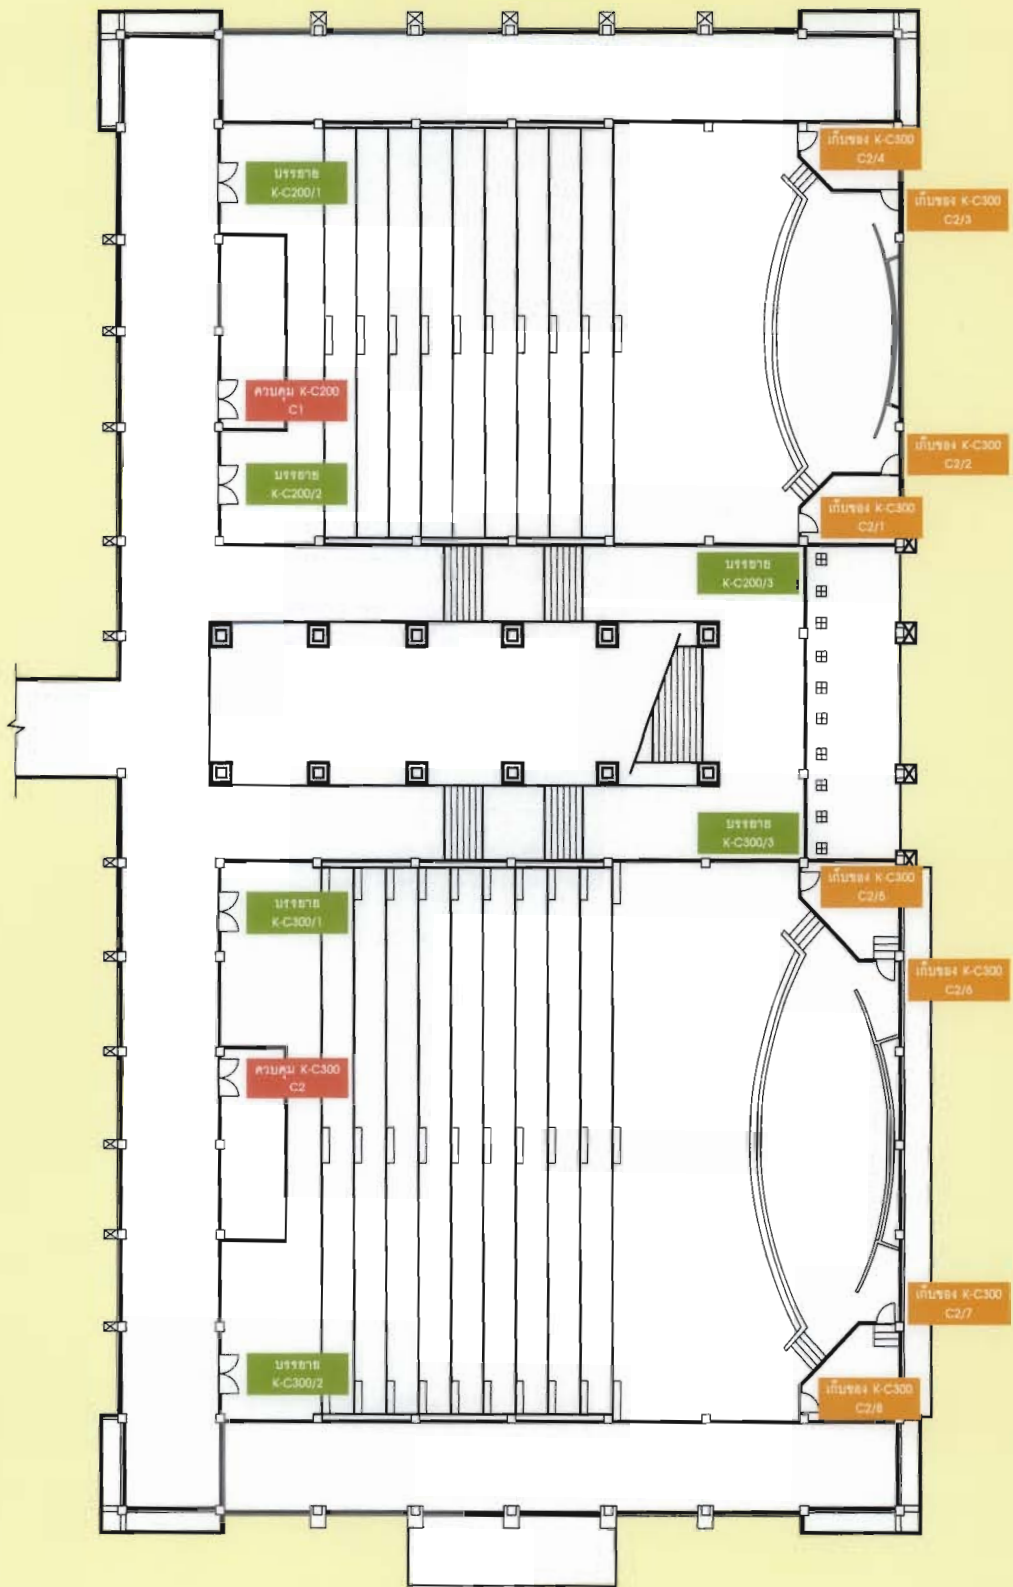 เก็บของ K-C300
C2/4
บรรยาย
K-C200/1
เก็บของ K-C300
C2/3
ควบคุม K-C200
C1
เก็บของ K-C300
C2/2
บรรยาย
K-C200/2
เก็บของ K-C300
C2/1
บรรยาย
K-C200/3
บรรยาย
K-C300/3
เก็บของ K-C300
C2/5
บรรยาย
K-C300/1
เก็บของ K-C300
C2/6
ควบคุม K-C300
C2
เก็บของ K-C300
C2/7
บรรยาย
K-C300/2
เก็บของ K-C300
C2/8